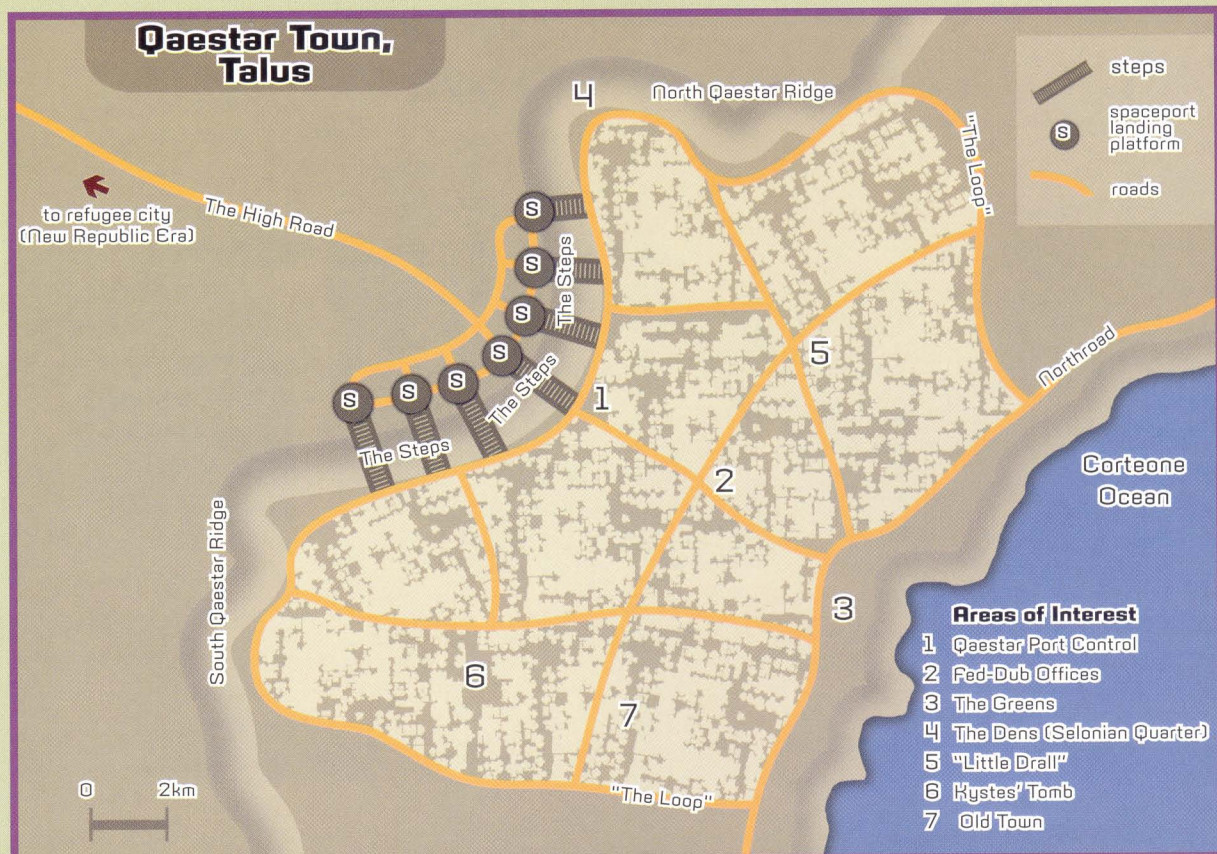 Qaestar Town,
Talus
steps
S
spaceport
landing
platform
roads
4
North Qaestar Ridge
"The Loop"
to refugee city
(New Republic Era)
The High Road
S
S
S
S
S
S
S
The Steps
The Steps
The Steps
1
5
Northroad
2
Corteone
Ocean
South Qaestar Ridge
3
6
7
"The Loop"
0 2km
Areas of Interest
1 Qaestar Port Control
2 Fed-Dub Offices
3 The Greens
4 The Dens (Selonian Quarter)
5 "Little Drall"
6 Kystes' Tomb
7 Old Town